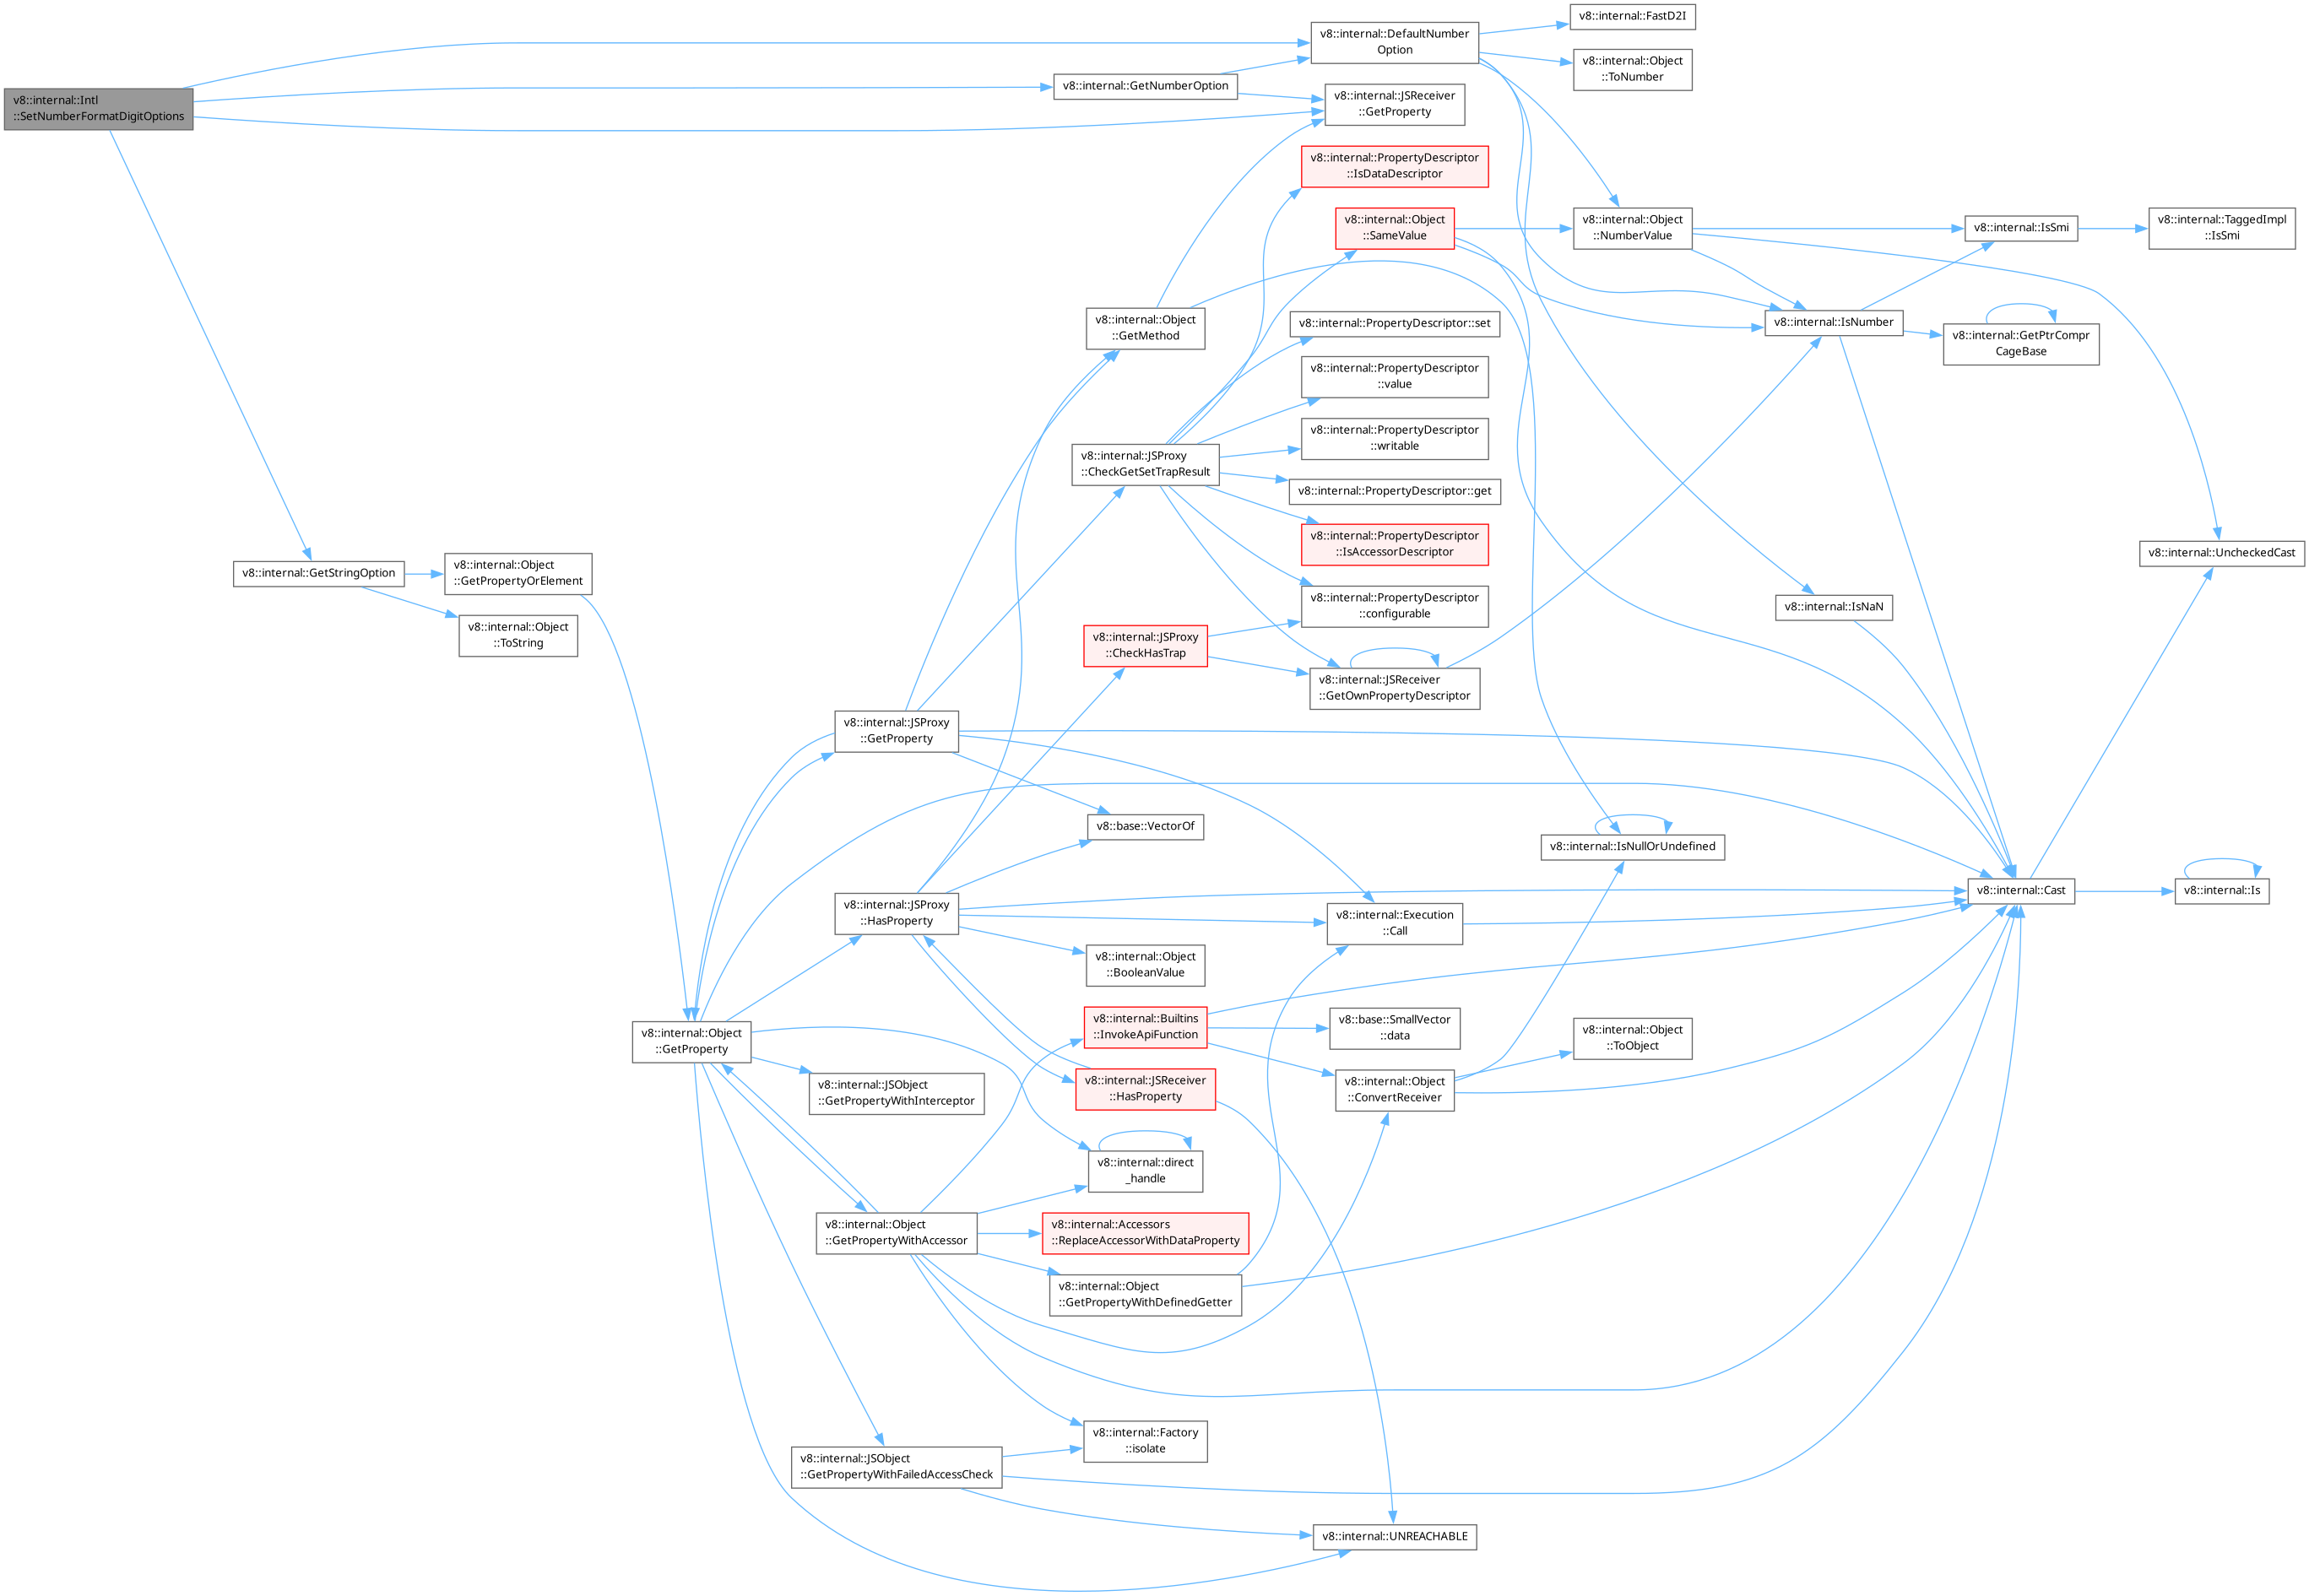 v8::internal::Intl
::SetNumberFormatDigitOptions
v8::internal::DefaultNumber
Option
v8::internal::FastD2I
v8::internal::Object
::ToNumber
v8::internal::GetNumberOption
v8::internal::JSReceiver
::GetProperty
v8::internal::PropertyDescriptor
::IsDataDescriptor
v8::internal::Object
::SameValue
v8::internal::Object
::NumberValue
v8::internal::IsSmi
v8::internal::TaggedImpl
::IsSmi
v8::internal::Object
::GetMethod
v8::internal::PropertyDescriptor::set
v8::internal::IsNumber
v8::internal::GetPtrCompr
CageBase
v8::internal::PropertyDescriptor
::value
v8::internal::JSProxy
::CheckGetSetTrapResult
v8::internal::PropertyDescriptor
::writable
v8::internal::PropertyDescriptor::get
v8::internal::PropertyDescriptor
::IsAccessorDescriptor
v8::internal::UncheckedCast
v8::internal::GetStringOption
v8::internal::Object
::GetPropertyOrElement
v8::internal::PropertyDescriptor
::configurable
v8::internal::IsNaN
v8::internal::Object
::ToString
v8::internal::JSProxy
::CheckHasTrap
v8::internal::JSReceiver
::GetOwnPropertyDescriptor
v8::internal::JSProxy
::GetProperty
v8::base::VectorOf
v8::internal::IsNullOrUndefined
v8::internal::Cast
v8::internal::Is
v8::internal::JSProxy
::HasProperty
v8::internal::Execution
::Call
v8::internal::Object
::BooleanValue
v8::internal::Object
::GetProperty
v8::internal::Builtins
::InvokeApiFunction
v8::base::SmallVector
::data
v8::internal::Object
::ToObject
v8::internal::JSObject
::GetPropertyWithInterceptor
v8::internal::JSReceiver
::HasProperty
v8::internal::Object
::ConvertReceiver
v8::internal::direct
_handle
v8::internal::Object
::GetPropertyWithAccessor
v8::internal::Accessors
::ReplaceAccessorWithDataProperty
v8::internal::Object
::GetPropertyWithDefinedGetter
v8::internal::Factory
::isolate
v8::internal::JSObject
::GetPropertyWithFailedAccessCheck
v8::internal::UNREACHABLE